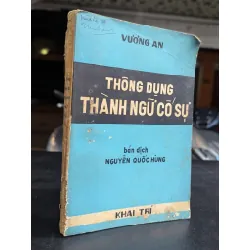 VƯƠNG AN
THÔNG DỤNG
THÀNH NGỮ CỐ SỰ
bản dịch
NGUYỄN QUỐC HÙNG
KHAI TRÍ